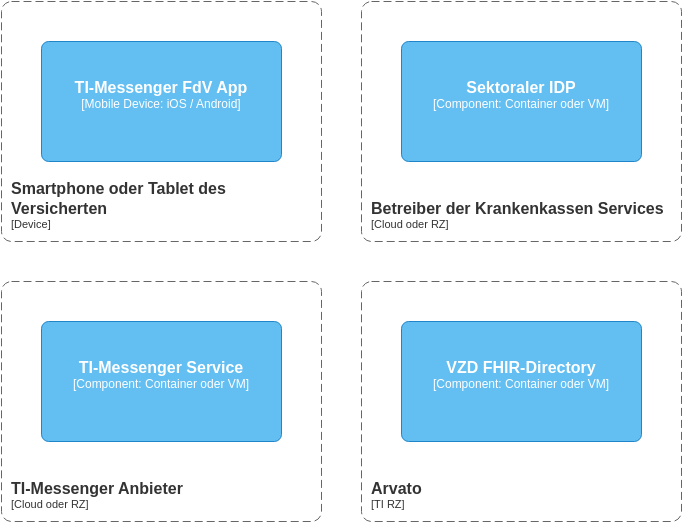 TI-Messenger FdV App
[Mobile Device: iOS / Android]
Smartphone oder Tablet des
Versicherten
[Device]
Sektoraler IDP
[Component: Container oder VM]
Betreiber der Krankenkassen Services
[Cloud oder RZ]
TI-Messenger Service
[Component: Container oder VM]
TI-Messenger Anbieter
[Cloud oder RZ]
VZD FHIR-Directory
[Component: Container oder VM]
Arvato
[TI RZ]